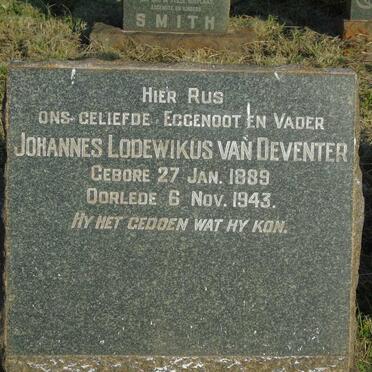 SMITH
HIER RUS
ONS GELIEFDE EGGENOOT EN VADER
JOHANNES LODEWIKUS VAN DEVENTER
GEBORE 27 JAN. 1889
OORLEDE 6 NOV. 1943.
HY HET GEDOEN WAT HY KON.